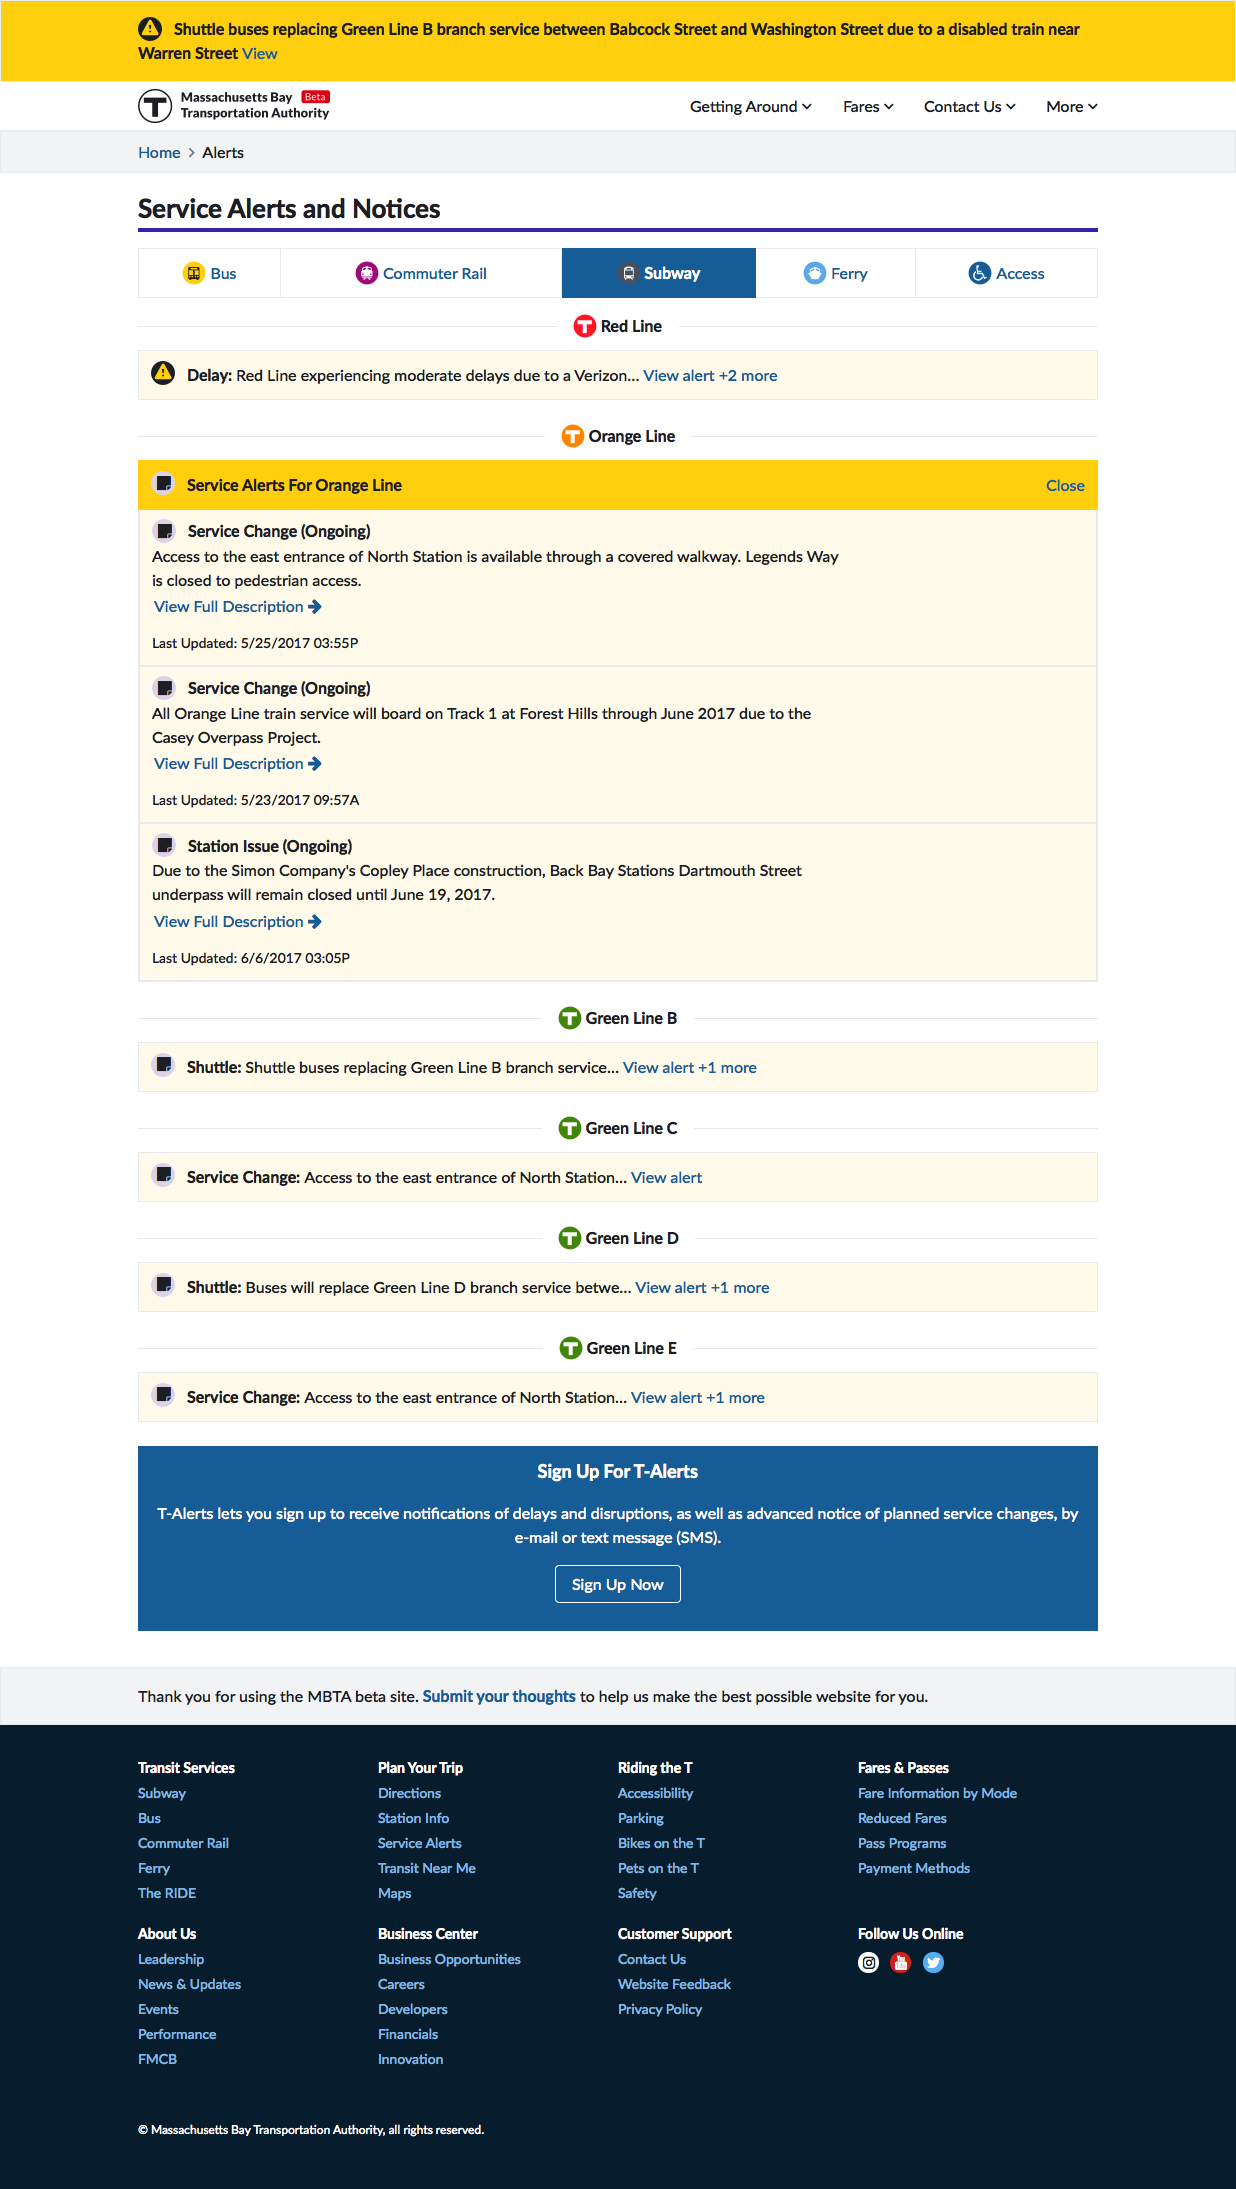 Shuttle buses replacing Green Line B branch service between Babcock Street and Washington Street due to a disabled train near
Warren Street View
Massachusetts Bay Beta
Transportation Authority
Getting Around Fares Contact Us More
Home > Alerts
Service Alerts and Notices
Bus Commuter Rail Subway Ferry Access
T Red Line
Delay: Red Line experiencing moderate delays due to a Verizon... View alert +2 more
T Orange Line
Service Alerts For Orange Line Close
Service Change (Ongoing)
Access to the east entrance of North Station is available through a covered walkway. Legends Way
is closed to pedestrian access.
View Full Description
Last Updated: 5/25/2017 03:55P
Service Change (Ongoing)
All Orange Line train service will board on Track 1 at Forest Hills through June 2017 due to the
Casey Overpass Project.
View Full Description
Last Updated: 5/23/2017 09:57A
Station Issue (Ongoing)
Due to the Simon Company's Copley Place construction, Back Bay Stations Dartmouth Street
underpass will remain closed until June 19, 2017.
View Full Description
Last Updated: 6/6/2017 03:05P
T Green Line B
Shuttle: Shuttle buses replacing Green Line B branch service... View alert +1 more
T Green Line C
Service Change: Access to the east entrance of North Station... View alert
T Green Line D
Shuttle: Buses will replace Green Line D branch service betwe... View alert +1 more
T Green Line E
Service Change: Access to the east entrance of North Station... View alert +1 more
Sign Up For T-Alerts
T-Alerts lets you sign up to receive notifications of delays and disruptions, as well as advanced notice of planned service changes, by
e-mail or text message (SMS).
Sign Up Now
Thank you for using the MBTA beta site. Submit your thoughts to help us make the best possible website for you.
Transit Services
Subway
Bus
Commuter Rail
Ferry
The RIDE
Plan Your Trip
Directions
Station Info
Service Alerts
Transit Near Me
Maps
Riding the T
Accessibility
Parking
Bikes on the T
Pets on the T
Safety
Fares & Passes
Fare Information by Mode
Reduced Fares
Pass Programs
Payment Methods
About Us
Leadership
News & Updates
Events
Performance
FMCB
Business Center
Business Opportunities
Careers
Developers
Financials
Innovation
Customer Support
Contact Us
Website Feedback
Privacy Policy
Follow Us Online
© Massachusetts Bay Transportation Authority, all rights reserved.